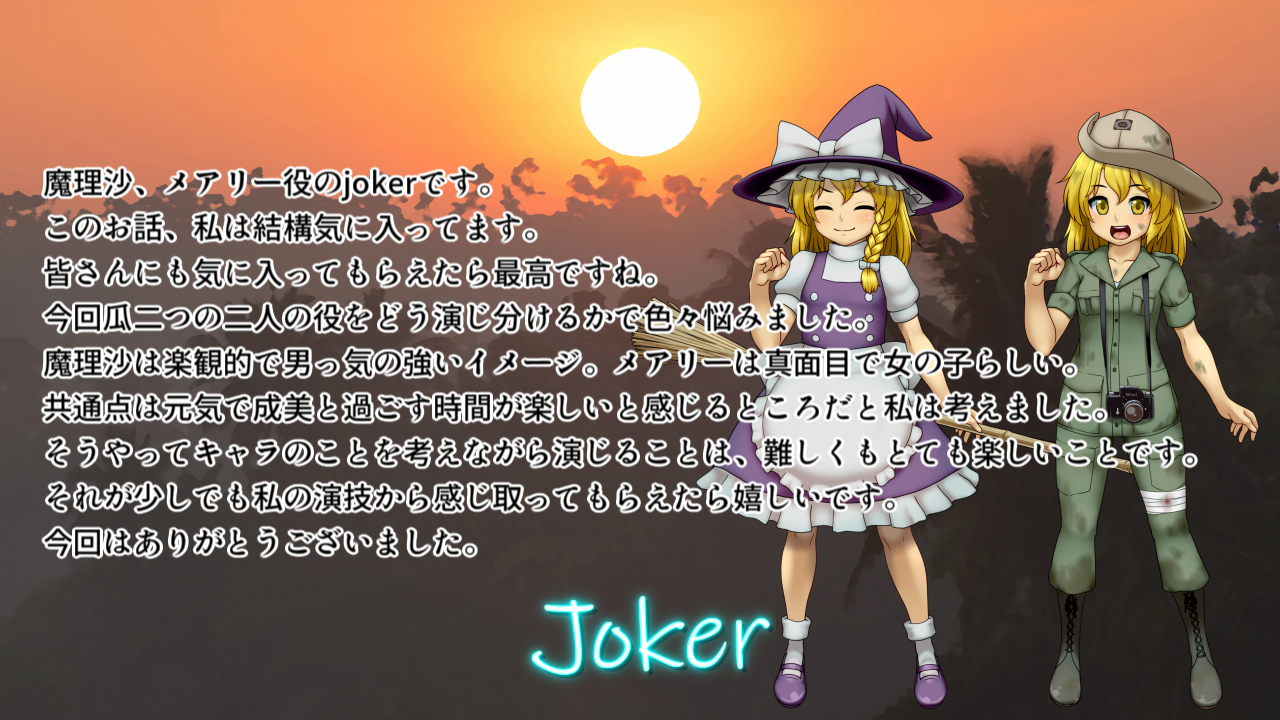 魔理沙、メアリー役のjokerです。
このお話、私は結構気に入ってます。
皆さんにも気に入ってもらえたら最高ですね。
今回瓜二つの二人の役をどう演じ分けるかで色々悩みました。
魔理沙は楽観的で男っ気の強いイメージ。メアリーは真面目で女の子らしい。
共通点は元気で成美と過ごす時間が楽しいと感じるところだと私は考えました。
そうやってキャラのことを考えながら演じることは、難しくもとても楽しいことです。
それが少しでも私の演技から感じ取ってもらえたら嬉しいです。
今回はありがとうございました。
Joker